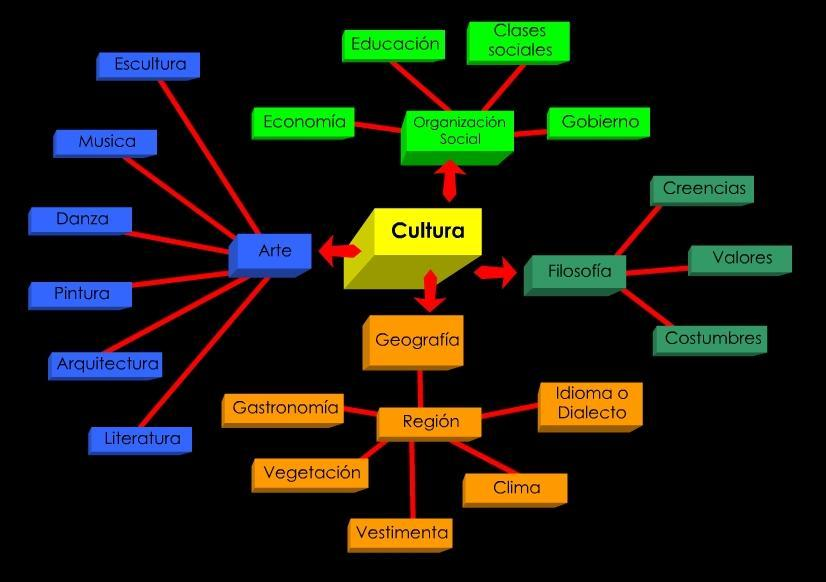 Educación
Clases
sociales
Escultura
Economía
Organización
Social
Gobierno
Musica
Creencias
Danza
Cultura
Arte
Valores
Filosofía
Pintura
Geografía
Costumbres
Arquitectura
Gastronomía
Idioma o
Dialecto
Región
Literatura
Vegetación
Clima
Vestimenta